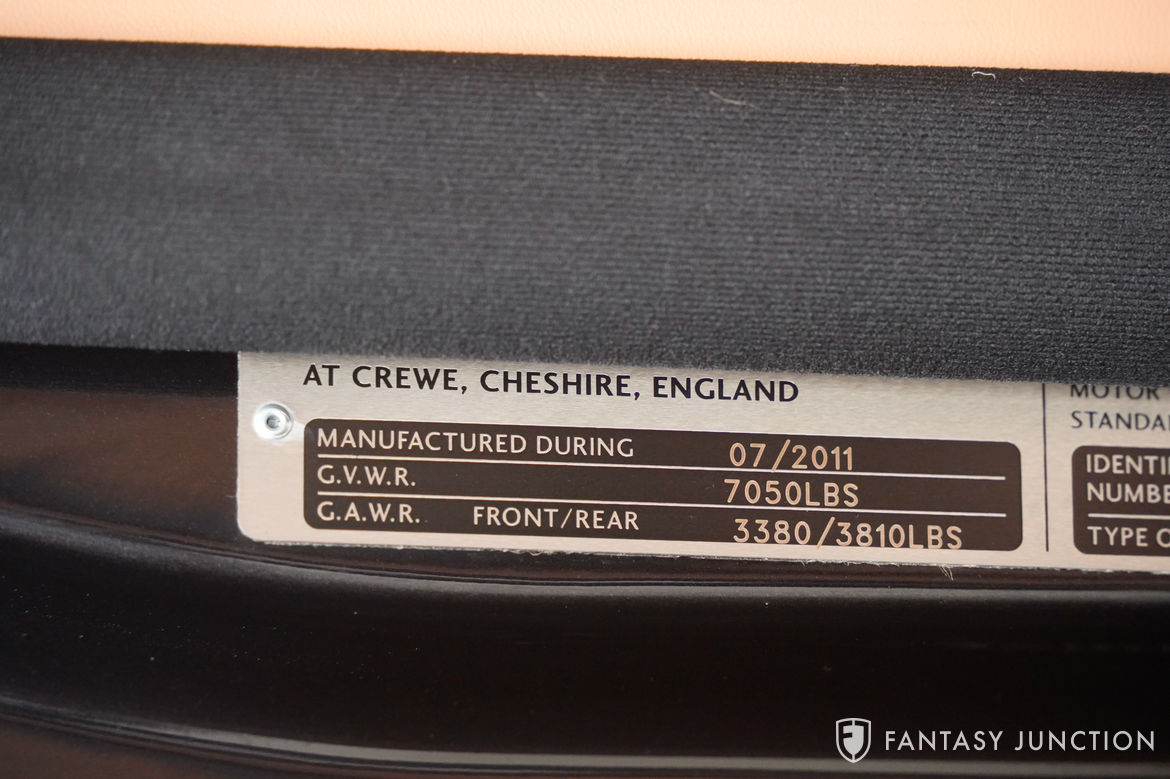 AT CREWE, CHESHIRE, ENGLAND
MANUFACTURED DURING 07/2011
G.V.W.R. 7050LBS
G.A.W.R. FRONT/REAR 3380/3810LBS
MOTOR
STANDA
IDENTI
NUMBE
TYPE
FANTASY JUNCTION